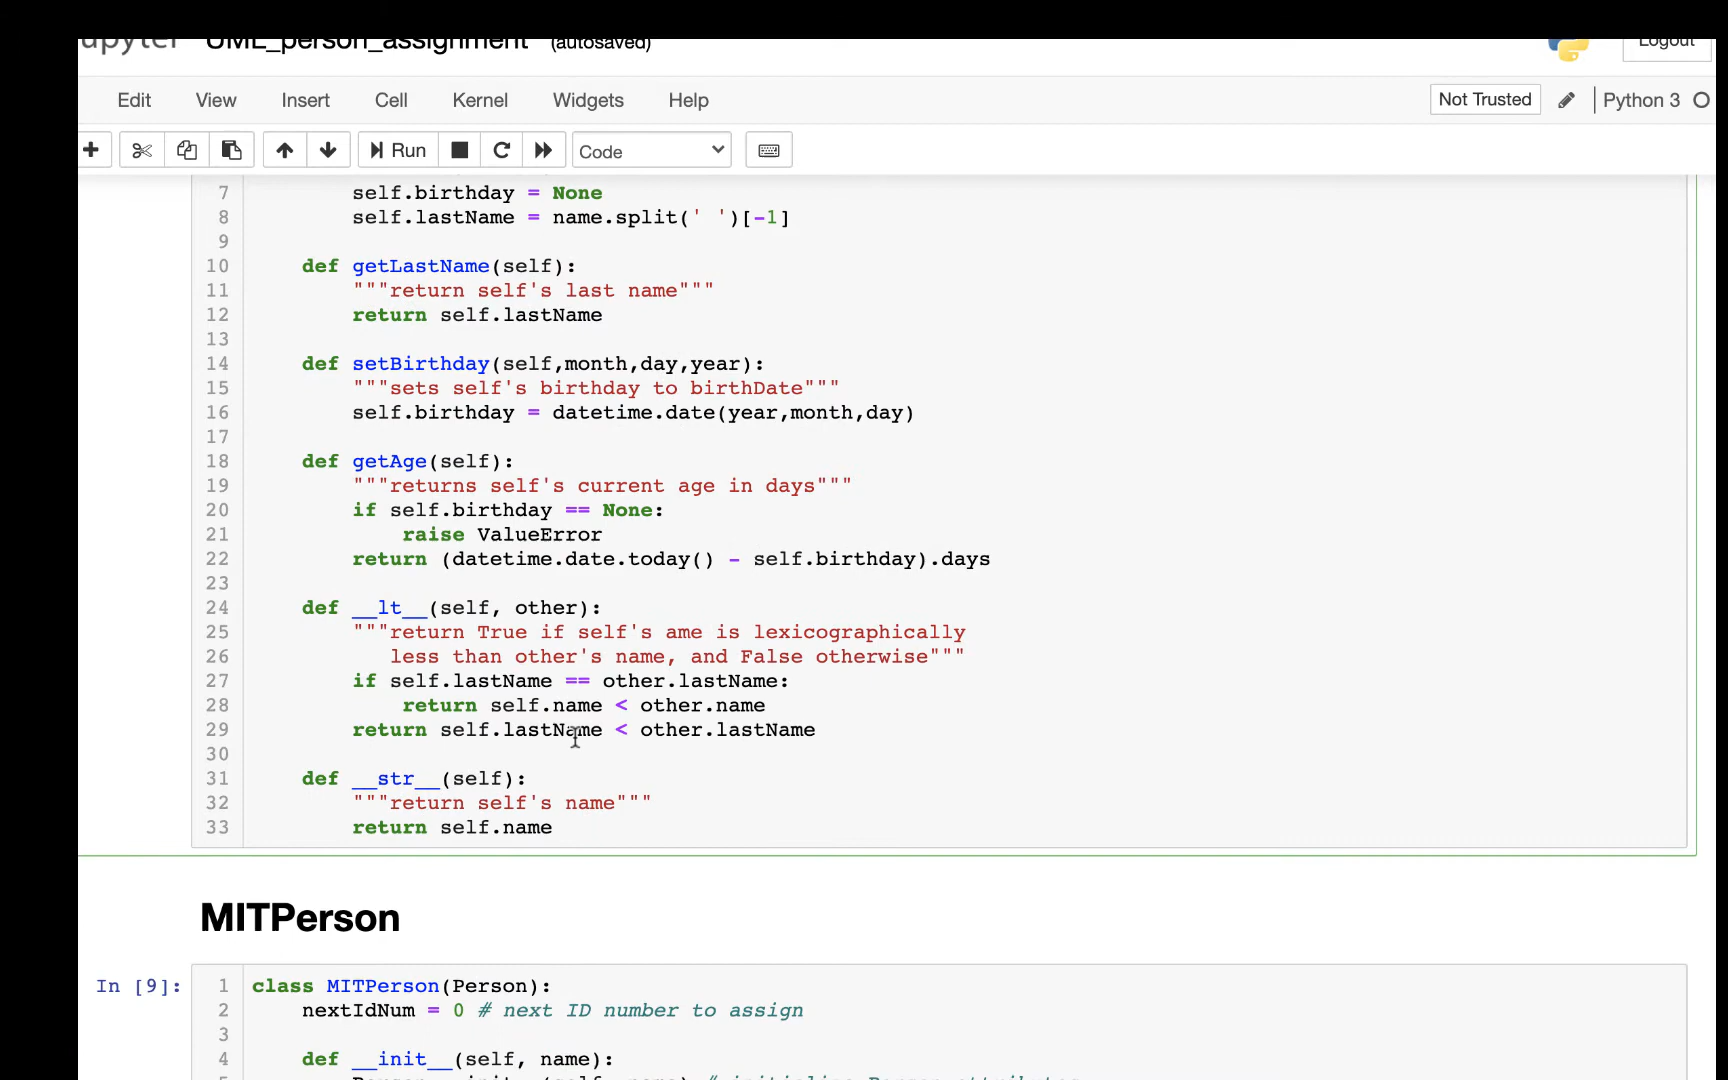 UML_person_assignment (autosaved)
Logout
Edit View Insert Cell Kernel Widgets Help
Not Trusted Python 3
Run Code
7 self.birthday = None
8 self.lastName = name.split(' ')[-1]
9
10 def getLastName(self):
11 """return self's last name"""
12 return self.lastName
13
14 def setBirthday(self,month,day,year):
15 """sets self's birthday to birthDate"""
16 self.birthday = datetime.date(year,month,day)
17
18 def getAge(self):
19 """returns self's current age in days"""
20 if self.birthday == None:
21 raise ValueError
22 return (datetime.date.today() - self.birthday).days
23
24 def __lt__(self, other):
25 """return True if self's ame is lexicographically
26 less than other's name, and False otherwise"""
27 if self.lastName == other.lastName:
28 return self.name < other.name
29 return self.lastName < other.lastName
30
31 def __str__(self):
32 """return self's name"""
33 return self.name
MITPerson
In [9]: 1 class MITPerson(Person):
2 nextIdNum = 0 # next ID number to assign
3
4 def __init__(self, name):